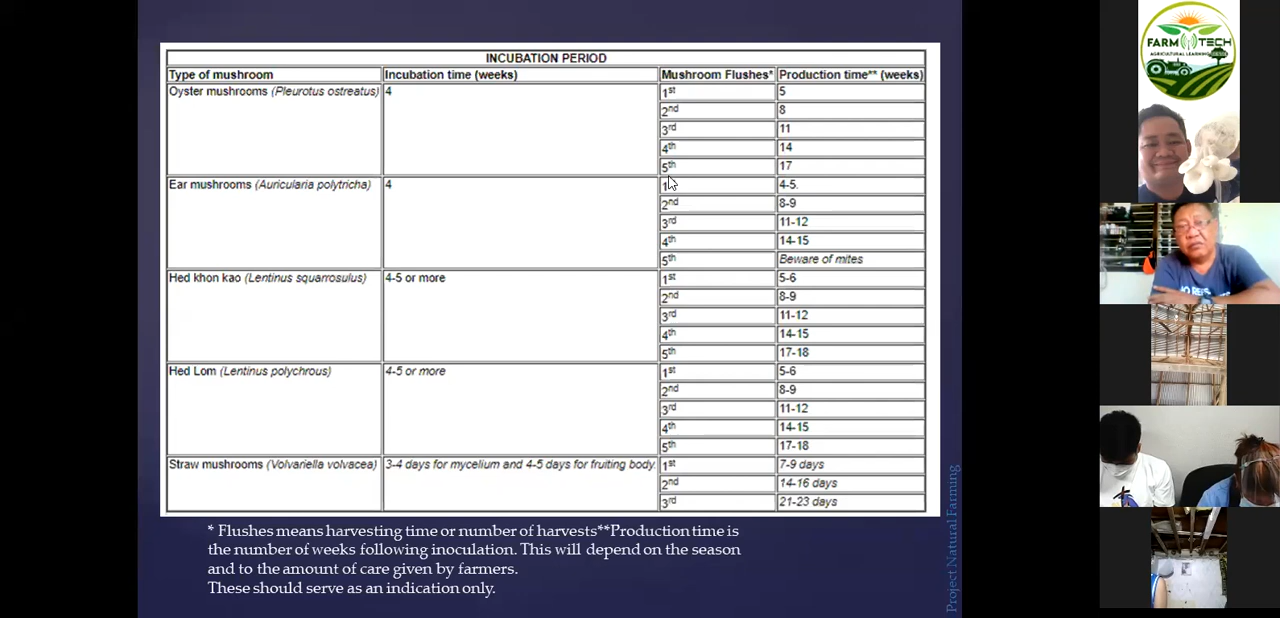 INCUBATION PERIOD
Type of mushroom Incubation time (weeks) Mushroom Flushes* Production time** (weeks)
Oyster mushrooms (Pleurotus ostreatus) 4 1st 5
2nd 8
3rd 11
4th 14
5th 17
Ear mushrooms (Auricularia polytricha) 4 1st 4-5.
2nd 8-9
3rd 11-12
4th 14-15
5th Beware of mites
Hed khon kao (Lentinus squarrosulus) 4-5 or more 1st 5-6
2nd 8-9
3rd 11-12
4th 14-15
5th 17-18
Hed Lom (Lentinus polychrous) 4-5 or more 1st 5-6
2nd 8-9
3rd 11-12
4th 14-15
5th 17-18
Straw mushrooms (Volvariella volvacea) 3-4 days for mycelium and 4-5 days for fruiting body. 1st 7-9 days
2nd 14-16 days
3rd 21-23 days
* Flushes means harvesting time or number of harvests**Production time is
the number of weeks following inoculation. This will depend on the season
and to the amount of care given by farmers.
These should serve as an indication only.
Project Natural Farming
FARM TECH
AGRICULTURAL LEARNING